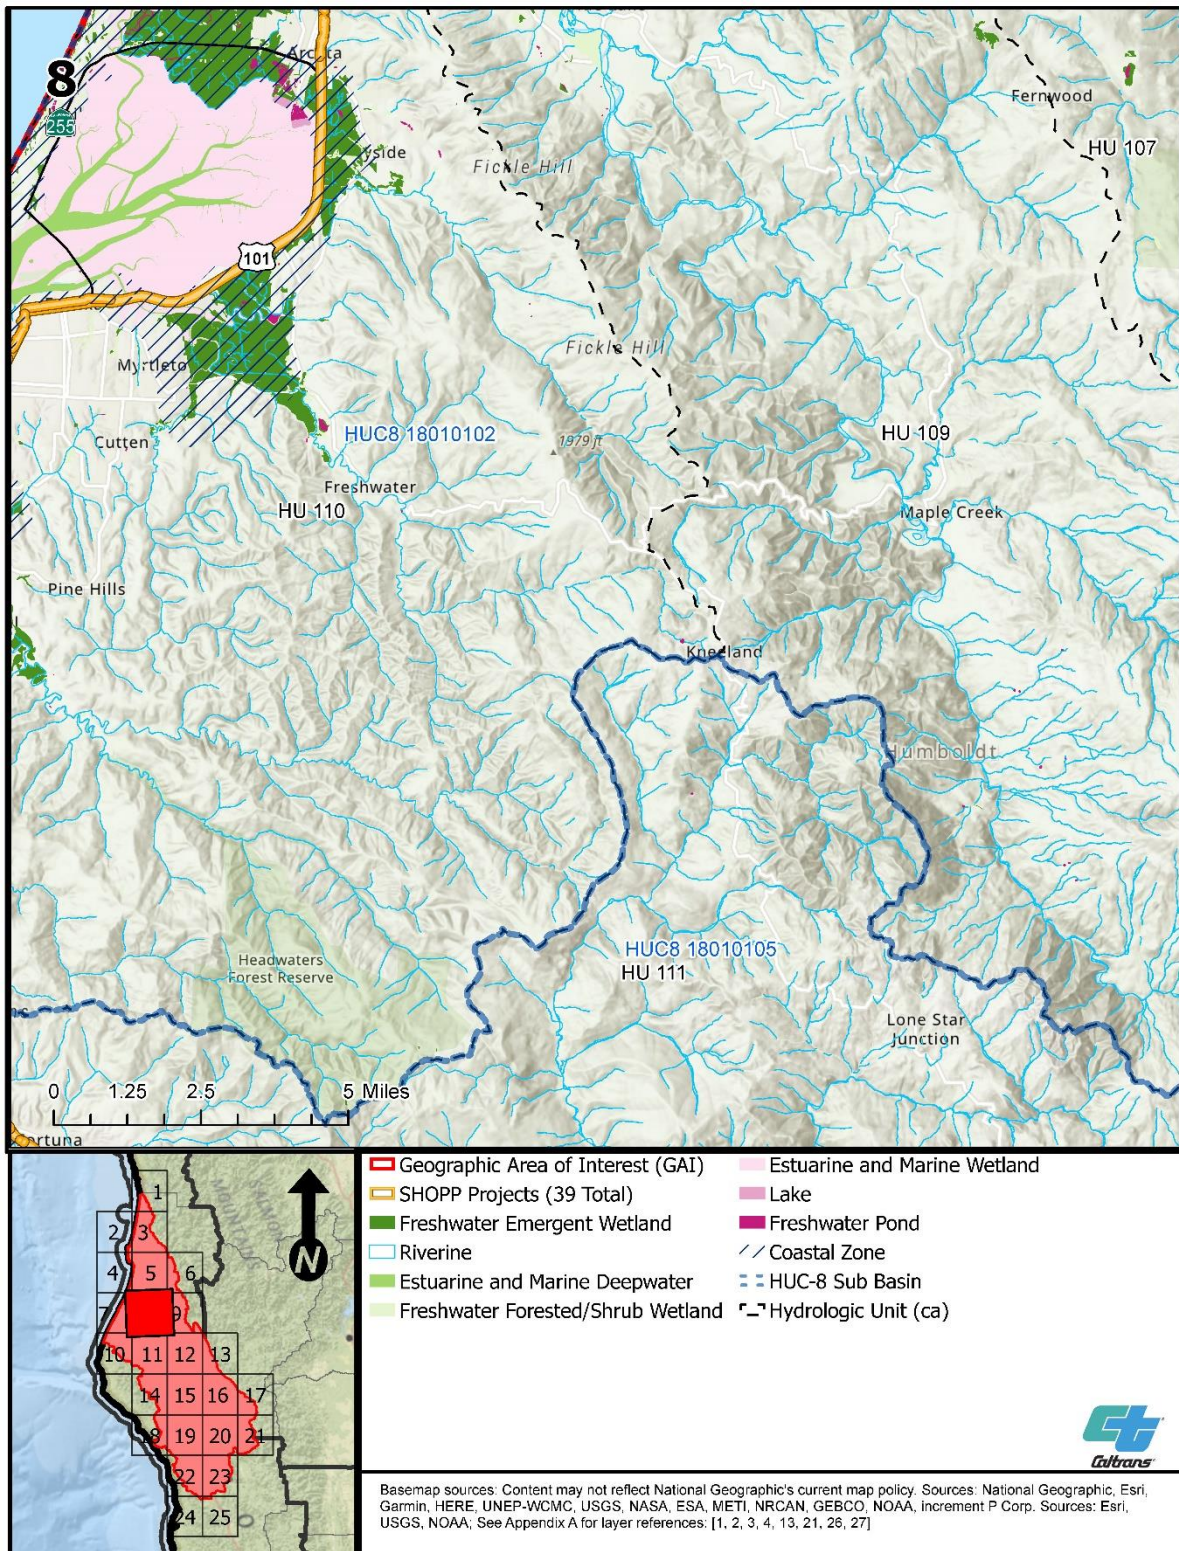 8
Arcata
255
Fernwood
HU 107
yside
Fickle Hill
101
Fickle Hill
Myrtleto
1979 ft
HU 109
HUC8 18010102
Cutten
Freshwater
HU 110
Maple Creek
Pine Hills
Kneeland
Humboldt
HUC8 18010105
HU 111
Headwaters
Forest Reserve
Lone Star
Junction
0 1.25 2.5 5 Miles
ortuna
1
2 3
4 5 6
7 9
10 11 12 13
14 15 16 17
18 19 20 21
22 23
24 25
SALMON
MOUNTAI
N
Geographic Area of Interest (GAI)
SHOPP Projects (39 Total)
Freshwater Emergent Wetland
Riverine
Estuarine and Marine Deepwater
Freshwater Forested/Shrub Wetland
Estuarine and Marine Wetland
Lake
Freshwater Pond
Coastal Zone
HUC-8 Sub Basin
Hydrologic Unit (ca)
ct
Caltrans
Basemap sources: Content may not reflect National Geographic's current map policy. Sources: National Geographic, Esri,
Garmin, HERE, UNEP-WCMC, USGS, NASA, ESA, METI, NRCAN, GEBCO, NOAA, increment P Corp. Sources: Esri,
USGS, NOAA; See Appendix A for layer references: [1, 2, 3, 4, 13, 21, 26, 27]